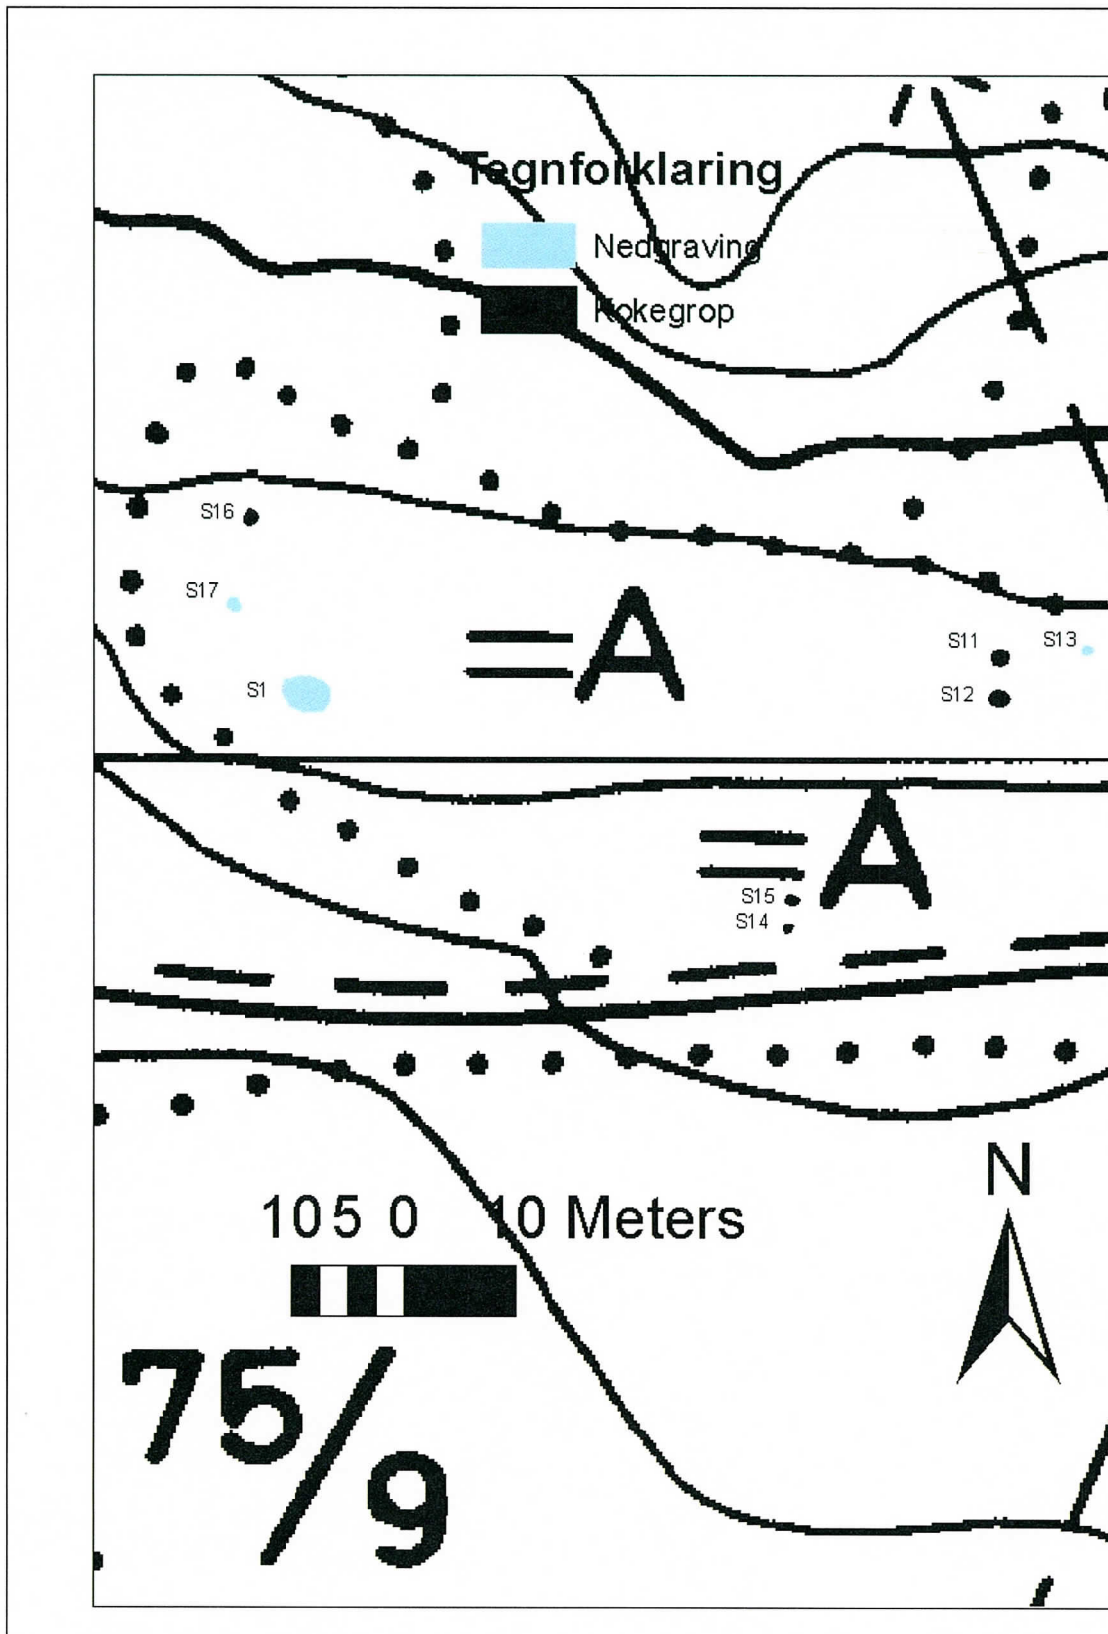 Tegnforklaring
Nedgraving
Kokegrop
S16
S17
S11
S13
S1
S12
=A
=A
S15
S14
N
10 5 0 10 Meters
75/9